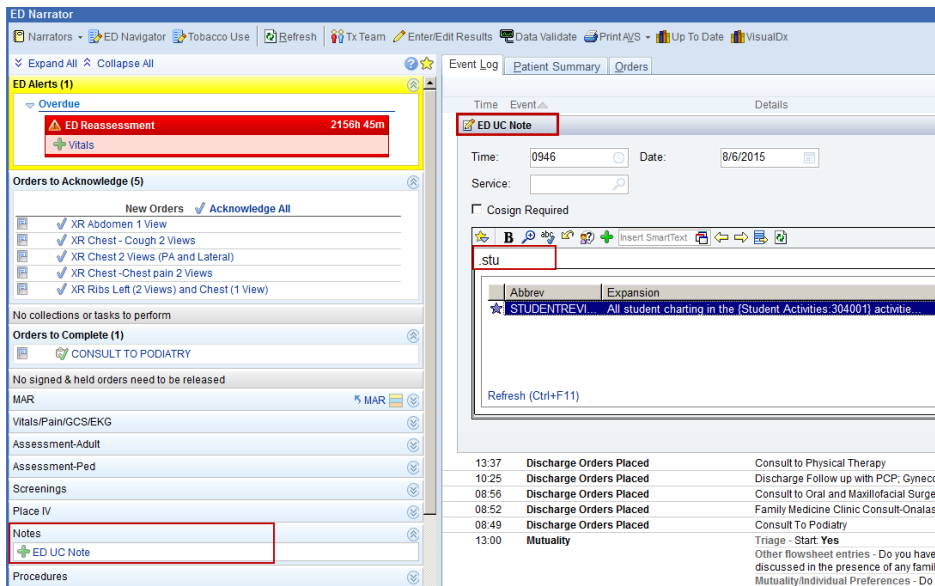 ED Narrator
Narrators ED Navigator Tobacco Use Refresh Tx Team Enter/Edit Results Data Validate Print AVS Up To Date VisualDx
Expand All Collapse All
ED Alerts (1)
Overdue
ED Reassessment 2156h 45m
Vitals
Orders to Acknowledge (5)
New Orders Acknowledge All
XR Abdomen 1 View
XR Chest - Cough 2 Views
XR Chest 2 Views (PA and Lateral)
XR Chest -Chest pain 2 Views
XR Ribs Left (2 Views) and Chest (1 View)
No collections or tasks to perform
Orders to Complete (1)
CONSULT TO PODIATRY
No signed & held orders need to be released
MAR MAR
Vitals/Pain/GCS/EKG
Assessment-Adult
Assessment-Ped
Screenings
Place IV
Notes
ED UC Note
Procedures
Event Log Patient Summary Orders
Time Event Details
ED UC Note
Time: 0946 Date: 8/6/2015
Service:
Cosign Required
B abc Insert SmartText
.stu
Abbrev Expansion
STUDENTREVI... All student charting in the {Student Activities:304001} activitie...
Refresh (Ctrl+F11)
13:37 Discharge Orders Placed Consult to Physical Therapy
10:25 Discharge Orders Placed Discharge Follow up with PCP; Gyneco
08:56 Discharge Orders Placed Consult to Oral and Maxillofacial Surge
08:52 Discharge Orders Placed Family Medicine Clinic Consult-Onalas
08:49 Discharge Orders Placed Consult To Podiatry
13:00 Mutuality Triage - Start: Yes
Other flowsheet entries - Do you have
discussed in the presence of any famil
Mutuality/Individual Preferences - Do